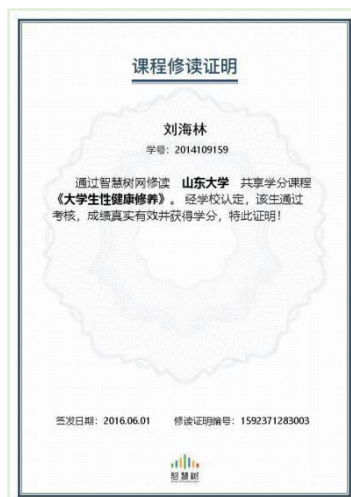 课程修读证明
刘海林
学号：2014109159
通过智慧树网修读 山东大学 共享学分课程
《大学生性健康修养》。经学校认定，该生通过
考核，成绩真实有效并获得学分，特此证明！
签发日期：2016.06.01 修读证明编号：1592371283003
智慧树